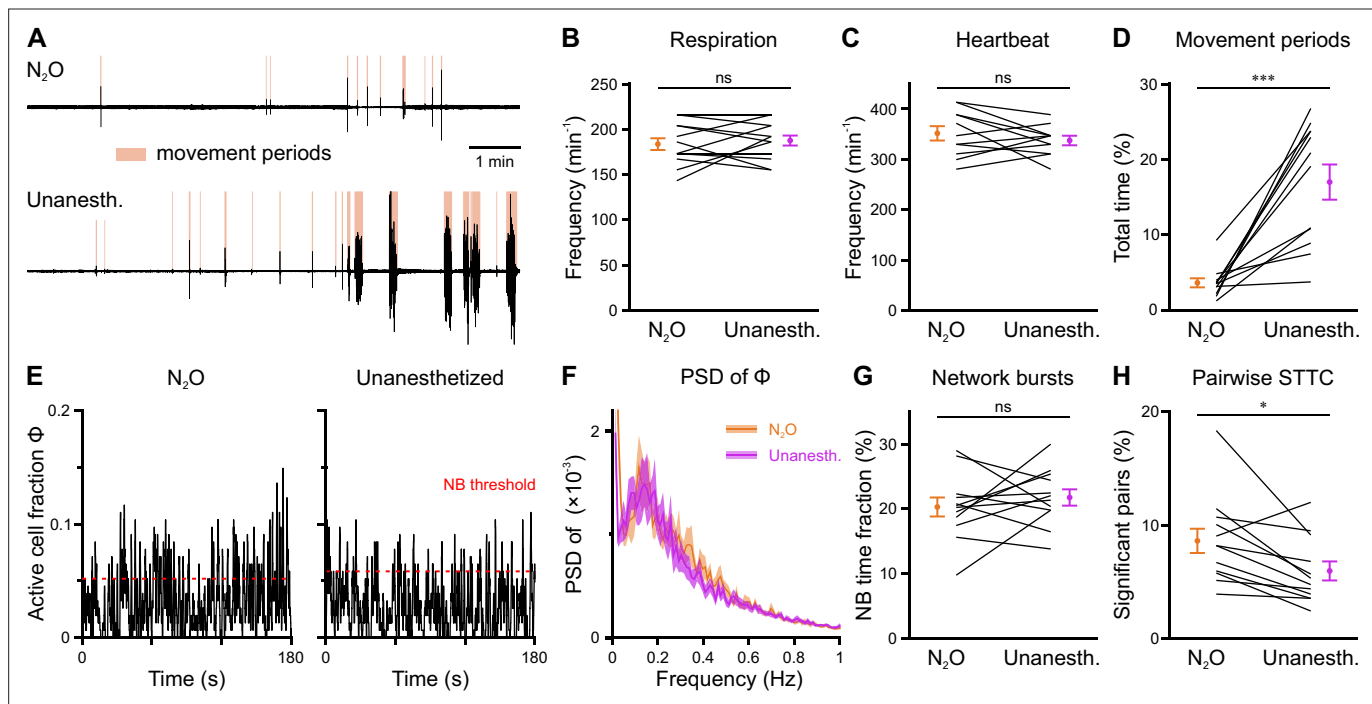 A
N₂O
movement periods
1 min
Unanesth.
B Respiration
ns
Frequency (min⁻¹)
250
200
150
100
50
0
N₂O Unanesth.
C Heartbeat
ns
Frequency (min⁻¹)
400
300
200
100
0
N₂O Unanesth.
D Movement periods
***
Total time (%)
30
20
10
0
N₂O Unanesth.
E N₂O Unanesthetized
Active cell fraction Φ
0.2
0.1
0
NB threshold
0 180 0 180
Time (s) Time (s)
F PSD of Φ
N₂O
Unanesth.
PSD of (×10⁻³)
2
1
0
0 0.2 0.4 0.6 0.8 1
Frequency (Hz)
G Network bursts
ns
NB time fraction (%)
30
20
10
0
N₂O Unanesth.
H Pairwise STTC
*
Significant pairs (%)
20
10
0
N₂O Unanesth.